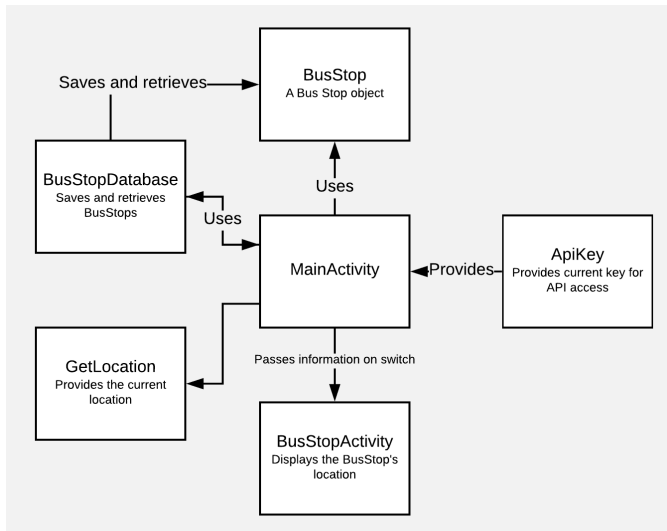 BusStop
A Bus Stop object
Saves and retrieves
BusStopDatabase
Saves and retrieves
BusStops
Uses
Uses
MainActivity
Provides
ApiKey
Provides current key for
API access
GetLocation
Provides the current
location
Passes information on switch
BusStopActivity
Displays the BusStop's
location